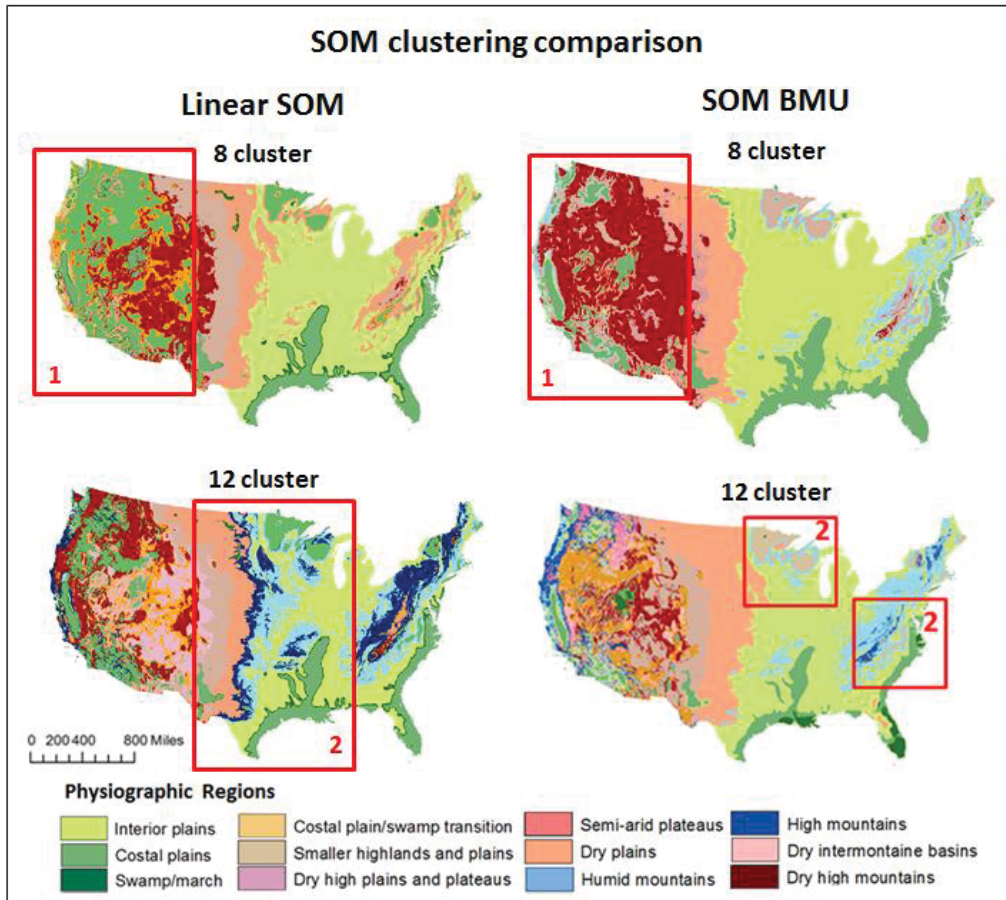 SOM clustering comparison
Linear SOM
SOM BMU
8 cluster
8 cluster
1
1
12 cluster
12 cluster
2
2
2
0 200 400 800 Miles
Physiographic Regions
Interior plains
Costal plains
Swamp/march
Costal plain/swamp transition
Smaller highlands and plains
Dry high plains and plateaus
Semi-arid plateaus
Dry plains
Humid mountains
High mountains
Dry intermontaine basins
Dry high mountains